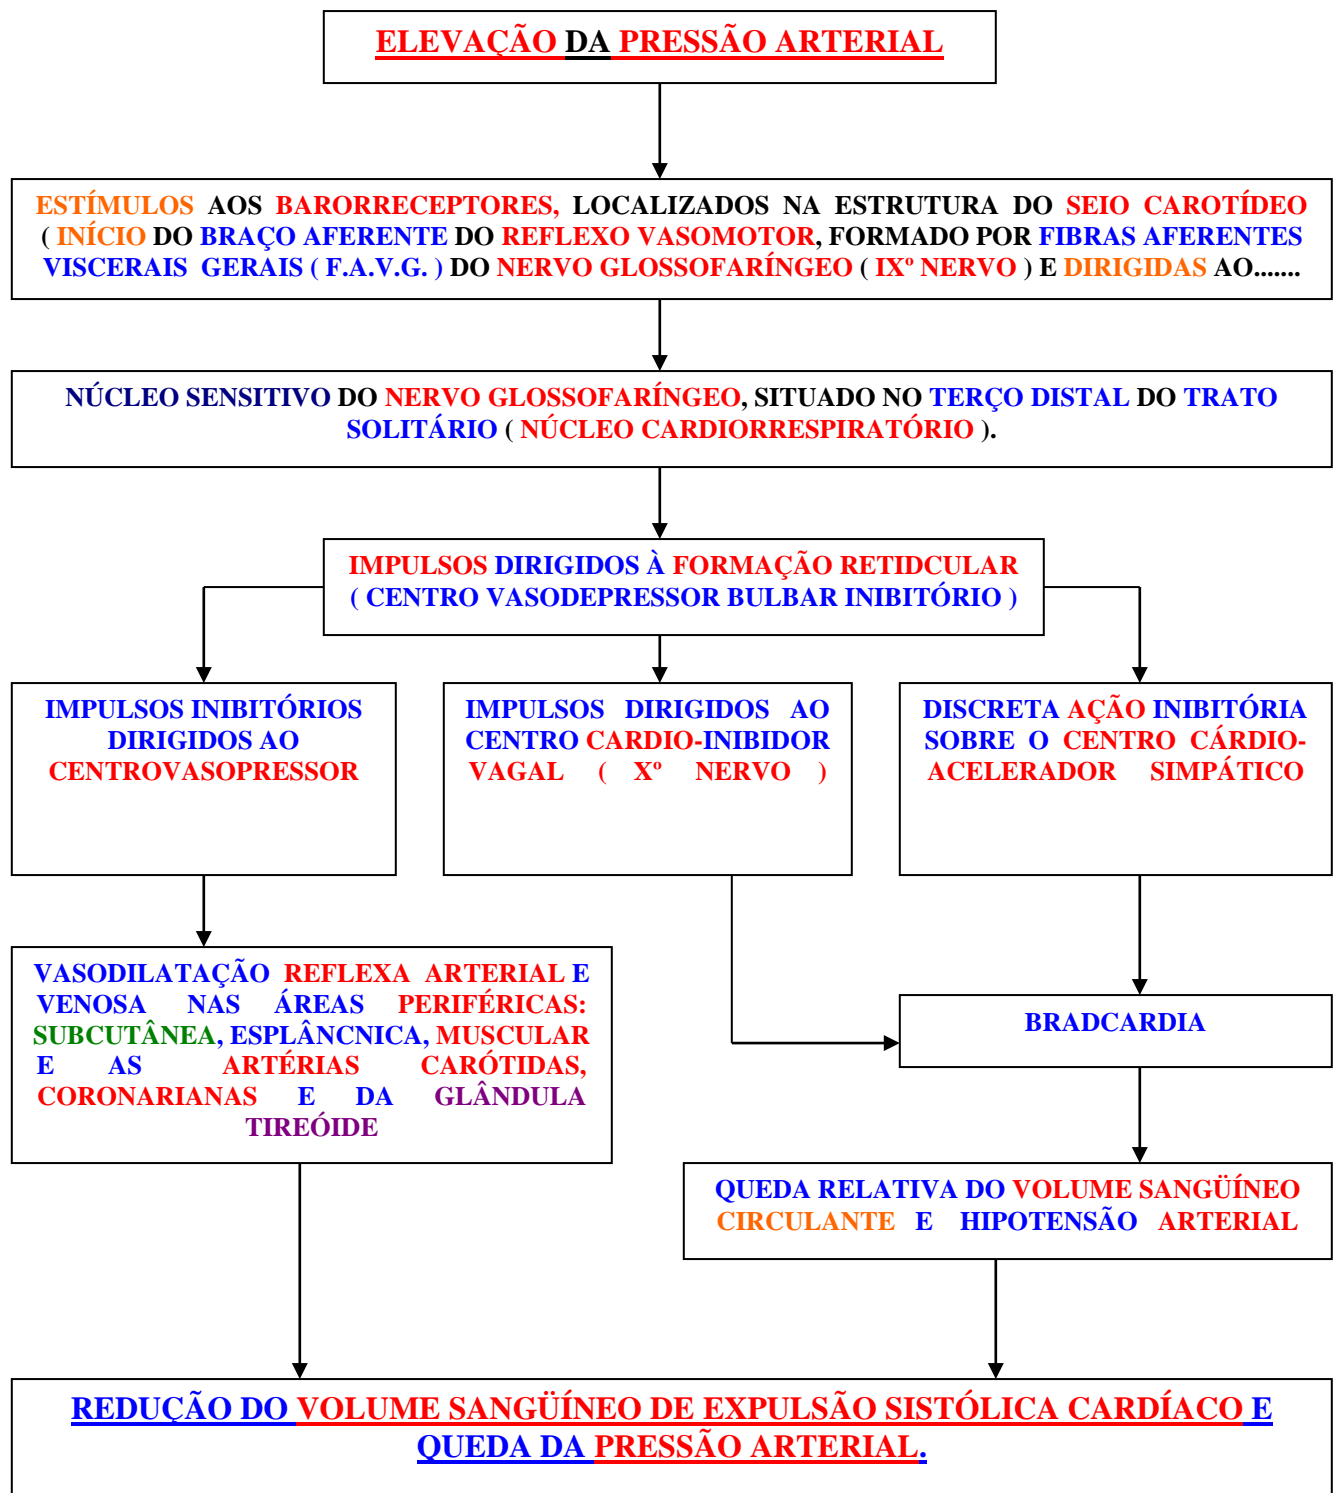 ELEVAÇÃO DA PRESSÃO ARTERIAL
ESTÍMULOS AOS BARORRECEPTORES, LOCALIZADOS NA ESTRUTURA DO SEIO CAROTÍDEO
( INÍCIO DO BRAÇO AFERENTE DO REFLEXO VASOMOTOR, FORMADO POR FIBRAS AFERENTES
VISCERAIS GERAIS ( F.A.V.G. ) DO NERVO GLOSSOFARÍNGEO ( IXº NERVO ) E DIRIGIDAS AO.......
NÚCLEO SENSITIVO DO NERVO GLOSSOFARÍNGEO, SITUADO NO TERÇO DISTAL DO TRATO
SOLITÁRIO ( NÚCLEO CARDIORRESPIRATÓRIO ).
IMPULSOS DIRIGIDOS À FORMAÇÃO RETIDCULAR
( CENTRO VASODEPRESSOR BULBAR INIBITÓRIO )
IMPULSOS INIBITÓRIOS
DIRIGIDOS AO
CENTROVASOPRESSOR
IMPULSOS DIRIGIDOS AO
CENTRO CARDIO-INIBIDOR
VAGAL ( Xº NERVO )
DISCRETA AÇÃO INIBITÓRIA
SOBRE O CENTRO CÁRDIO-
ACELERADOR SIMPÁTICO
VASODILATAÇÃO REFLEXA ARTERIAL E
VENOSA NAS ÁREAS PERIFÉRICAS:
SUBCUTÂNEA, ESPLÂNCNICA, MUSCULAR
E AS ARTÉRIAS CARÓTIDAS,
CORONARIANAS E DA GLÂNDULA
TIREÓIDE
BRADCARDIA
QUEDA RELATIVA DO VOLUME SANGÜÍNEO
CIRCULANTE E HIPOTENSÃO ARTERIAL
REDUÇÃO DO VOLUME SANGÜÍNEO DE EXPULSÃO SISTÓLICA CARDÍACO E
QUEDA DA PRESSÃO ARTERIAL.